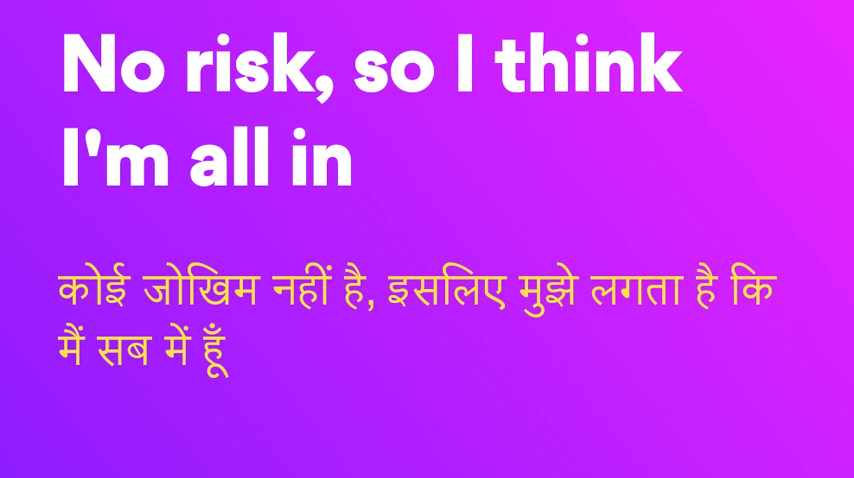 No risk, so I think
I'm all in
कोई जोखिम नहीं है, इसलिए मुझे लगता है कि
मैं सब में हूँ